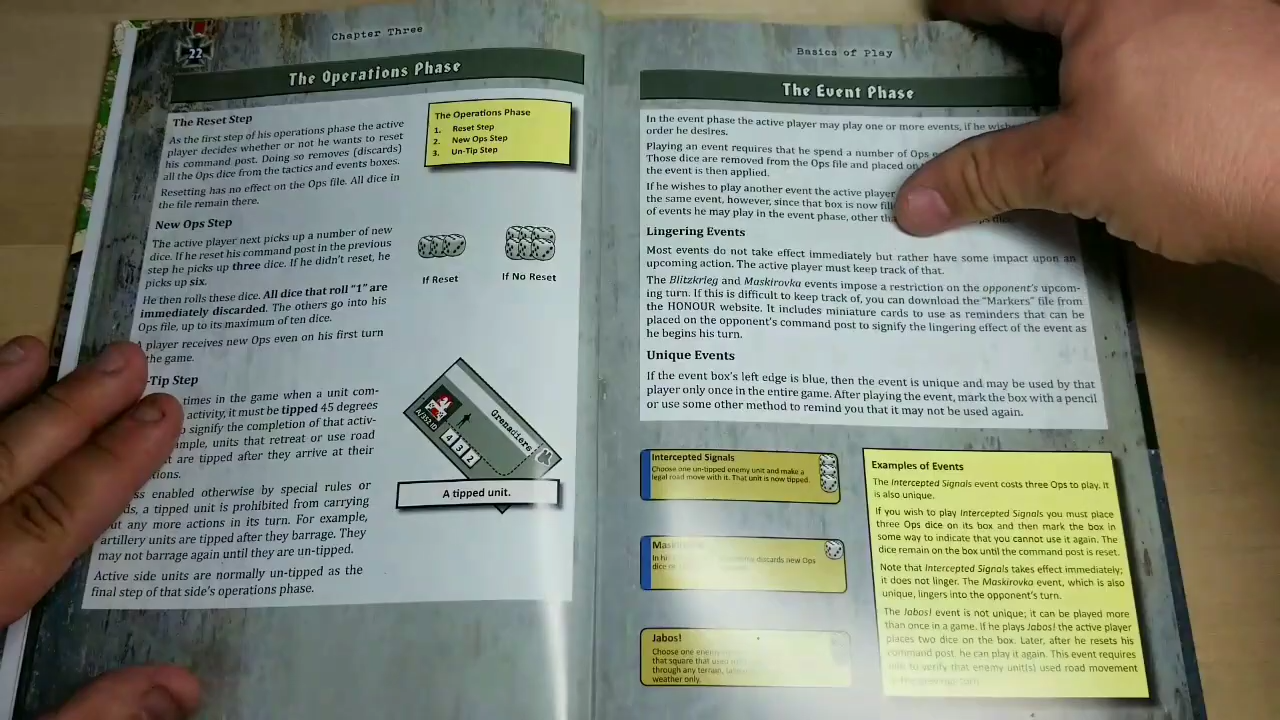 22
Chapter Three
The Operations Phase
The Reset Step
As the first step of his operations phase the active
player decides whether or not he wants to reset
his command post. Doing so removes (discards)
all the Ops dice from the tactics and events boxes.
Resetting has no effect on the Ops file. All dice in
the file remain there.
New Ops Step
The active player next picks up a number of new
dice. If he reset his command post in the previous
step he picks up three dice. If he didn't reset, he
picks up six.
He then rolls these dice. All dice that roll "1" are
immediately discarded. The others go into his
Ops file, up to its maximum of ten dice.
player receives new Ops even on his first turn
the game.
-Tip Step
times in the game when a unit com-
activity, it must be tipped 45 degrees
signify the completion of that activ-
units that retreat or use road
are tipped after they arrive at their
enabled otherwise by special rules or
a tipped unit is prohibited from carrying
any more actions in its turn. For example,
artillery units are tipped after they barrage. They
may not barrage again until they are un-tipped.
Active side units are normally un-tipped as the
final step of that side's operations phase.
The Operations Phase
1. Reset Step
2. New Ops Step
3. Un-Tip Step
If Reset
If No Reset
Grenadiers
A/352 ID
4 3 2
A tipped unit.
Basics of Play
The Event Phase
In the event phase the active player may play one or more events, if he
order he desires.
Playing an event requires that he spend a number of Ops
Those dice are removed from the Ops file and placed on
the event is then applied.
If he wishes to play another event the active player
the same event, however, since that box is now
of events he may play in the event phase, other
Lingering Events
Most events do not take effect immediately but rather have some impact upon an
upcoming action. The active player must keep track of that.
The Blitzkrieg and Maskirovka events impose a restriction on the opponent's upcom-
ing turn. If this is difficult to keep track of, you can download the "Markers" file from
the HONOUR website. It includes miniature cards to use as reminders that can be
placed on the opponent's command post to signify the lingering effect of the event as
he begins his turn.
Unique Events
If the event box's left edge is blue, then the event is unique and may be used by that
player only once in the entire game. After playing the event, mark the box with a pencil
or use some other method to remind you that it may not be used again.
Intercepted Signals
Choose one un-tipped enemy unit and make a
legal road move with it. That unit is now tipped.
discards new Ops
dice
Jabos!
Choose one
that square that used
through any terrain,
weather only.
Examples of Events
The Intercepted Signals event costs three Ops to play. It
is also unique.
If you wish to play Intercepted Signals you must place
three Ops dice on its box and then mark the box in
some way to indicate that you cannot use it again. The
dice remain on the box until the command post is reset.
Note that Intercepted Signals takes effect immediately;
it does not linger. The Maskirovka event, which is also
unique, lingers into the opponent's turn.
The Jabos! event is not unique; it can be played more
than once in a game. If he plays Jabos! the active player
places two dice on the box. Later, after he resets his
command post, he can play it again. This event requires
to verify that enemy unit(s) used road movement